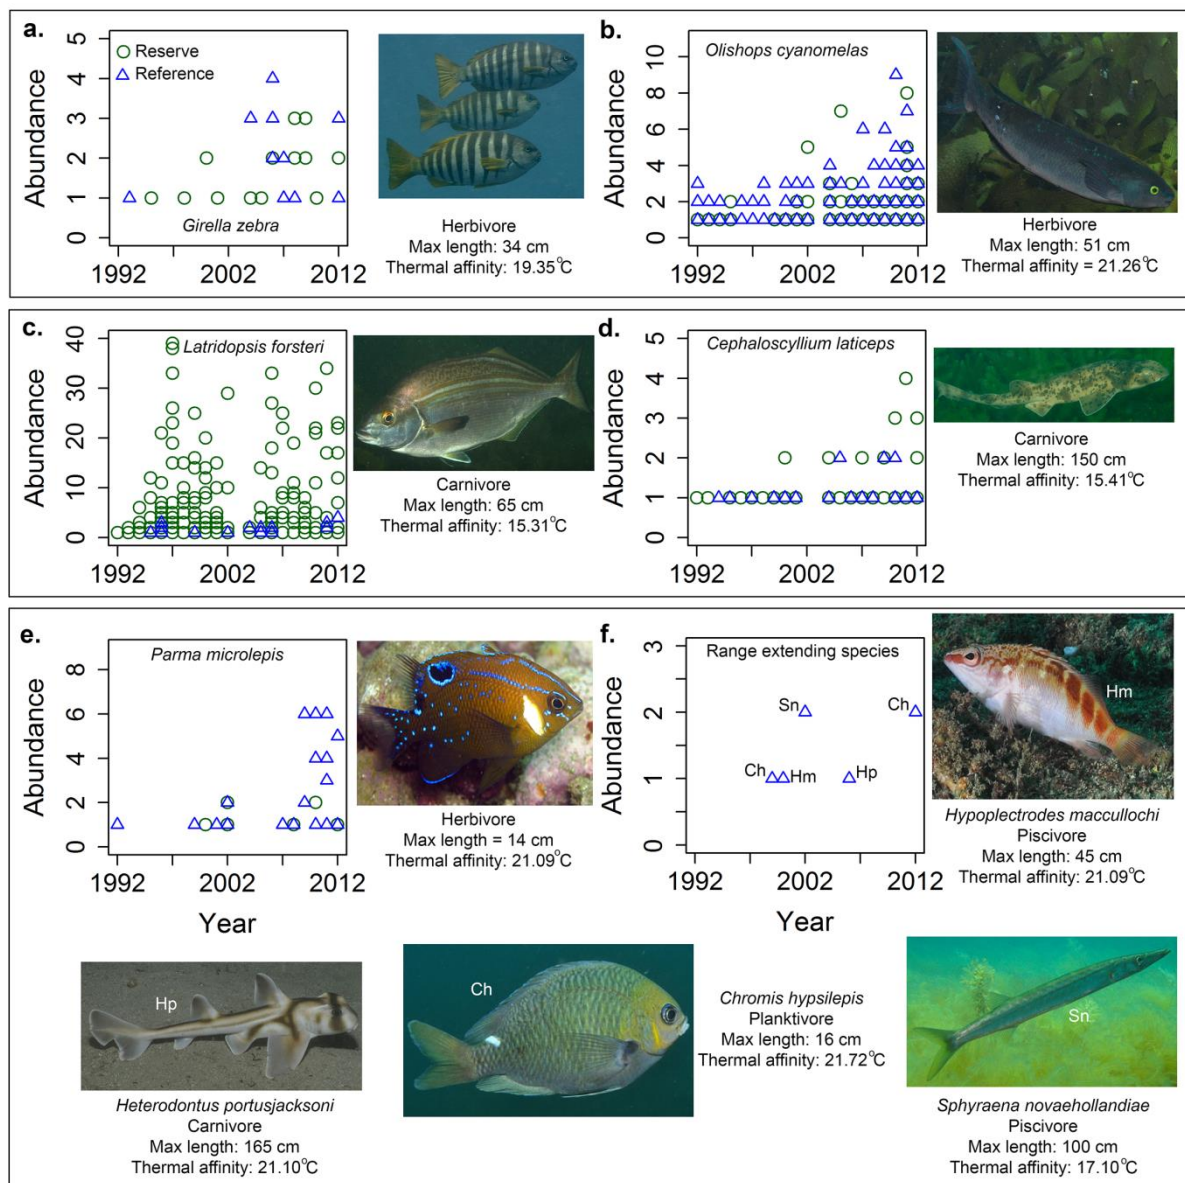 a.
Abundance
5
4
3
2
1
0
Reserve
Reference
Girella zebra
1992
2002
2012
Herbivore
Max length: 34 cm
Thermal affinity: 19.35°C
b.
Abundance
10
8
6
4
2
0
Olishops cyanomelas
1992
2002
2012
Herbivore
Max length: 51 cm
Thermal affinity = 21.26°C
c.
Abundance
40
30
20
10
0
Latridopsis forsteri
1992
2002
2012
Carnivore
Max length: 65 cm
Thermal affinity: 15.31°C
d.
Abundance
5
4
3
2
1
0
Cephaloscyllium laticeps
1992
2002
2012
Carnivore
Max length: 150 cm
Thermal affinity: 15.41°C
e.
Abundance
8
6
4
2
0
Parma microlepis
1992
2002
2012
Year
Herbivore
Max length = 14 cm
Thermal affinity: 21.09°C
f.
Abundance
3
2
1
0
Range extending species
Sn
Ch
Ch
Hm
Hp
1992
2002
2012
Year
Hm
Hypoplectrodes maccullochi
Piscivore
Max length: 45 cm
Thermal affinity: 21.09°C
Hp
Heterodontus portusjacksoni
Carnivore
Max length: 165 cm
Thermal affinity: 21.10°C
Ch
Chromis hypsilepis
Planktivore
Max length: 16 cm
Thermal affinity: 21.72°C
Sn
Sphyraena novaehollandiae
Piscivore
Max length: 100 cm
Thermal affinity: 17.10°C